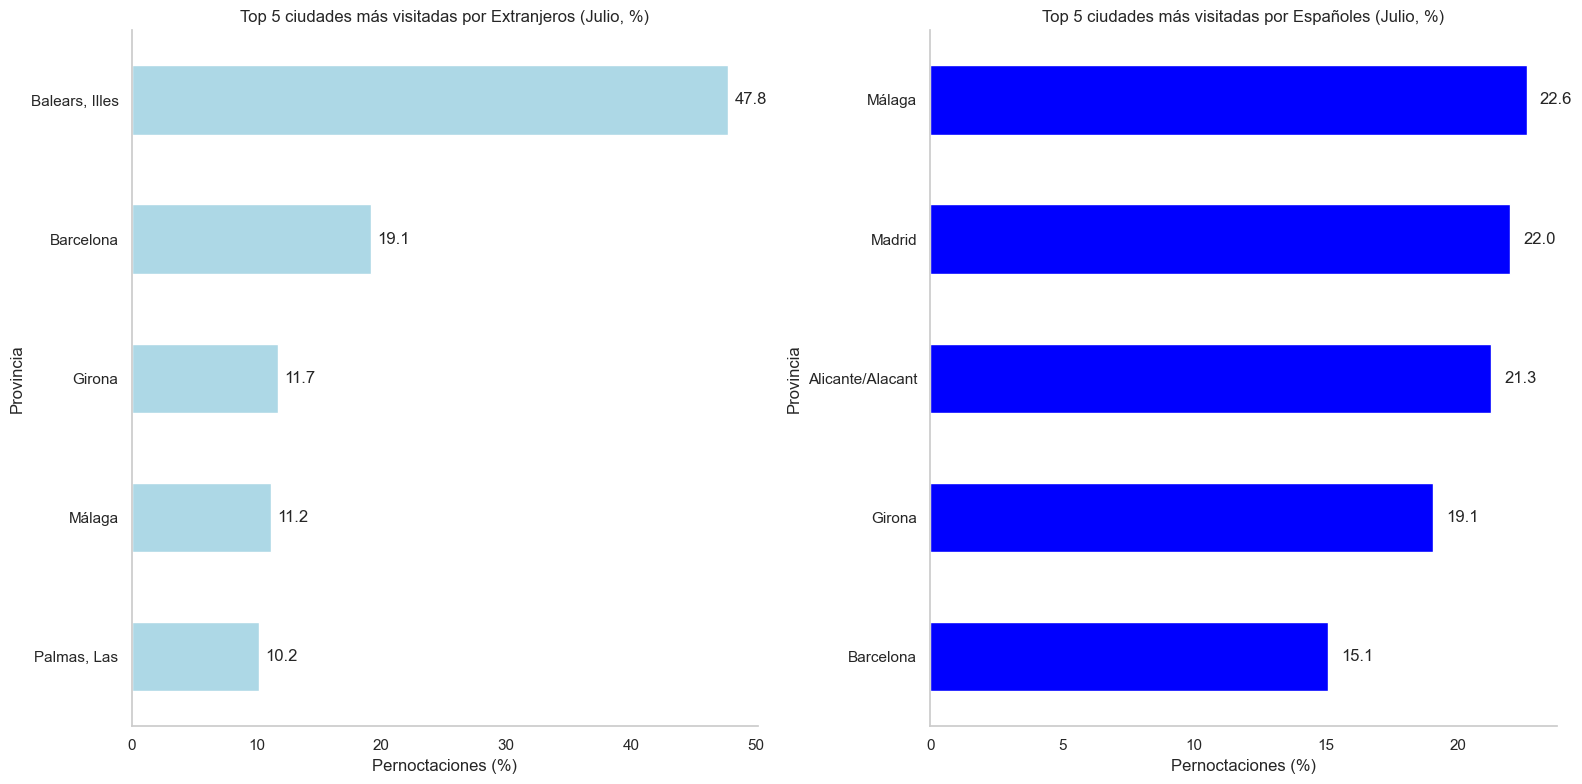 Top 5 ciudades más visitadas por Extranjeros (Julio, %)
Provincia
Balears, Illes
47.8
Barcelona
19.1
Girona
11.7
Málaga
11.2
Palmas, Las
10.2
0 10 20 30 40 50
Pernoctaciones (%)
Top 5 ciudades más visitadas por Españoles (Julio, %)
Provincia
Málaga
22.6
Madrid
22.0
Alicante/Alacant
21.3
Girona
19.1
Barcelona
15.1
0 5 10 15 20
Pernoctaciones (%)